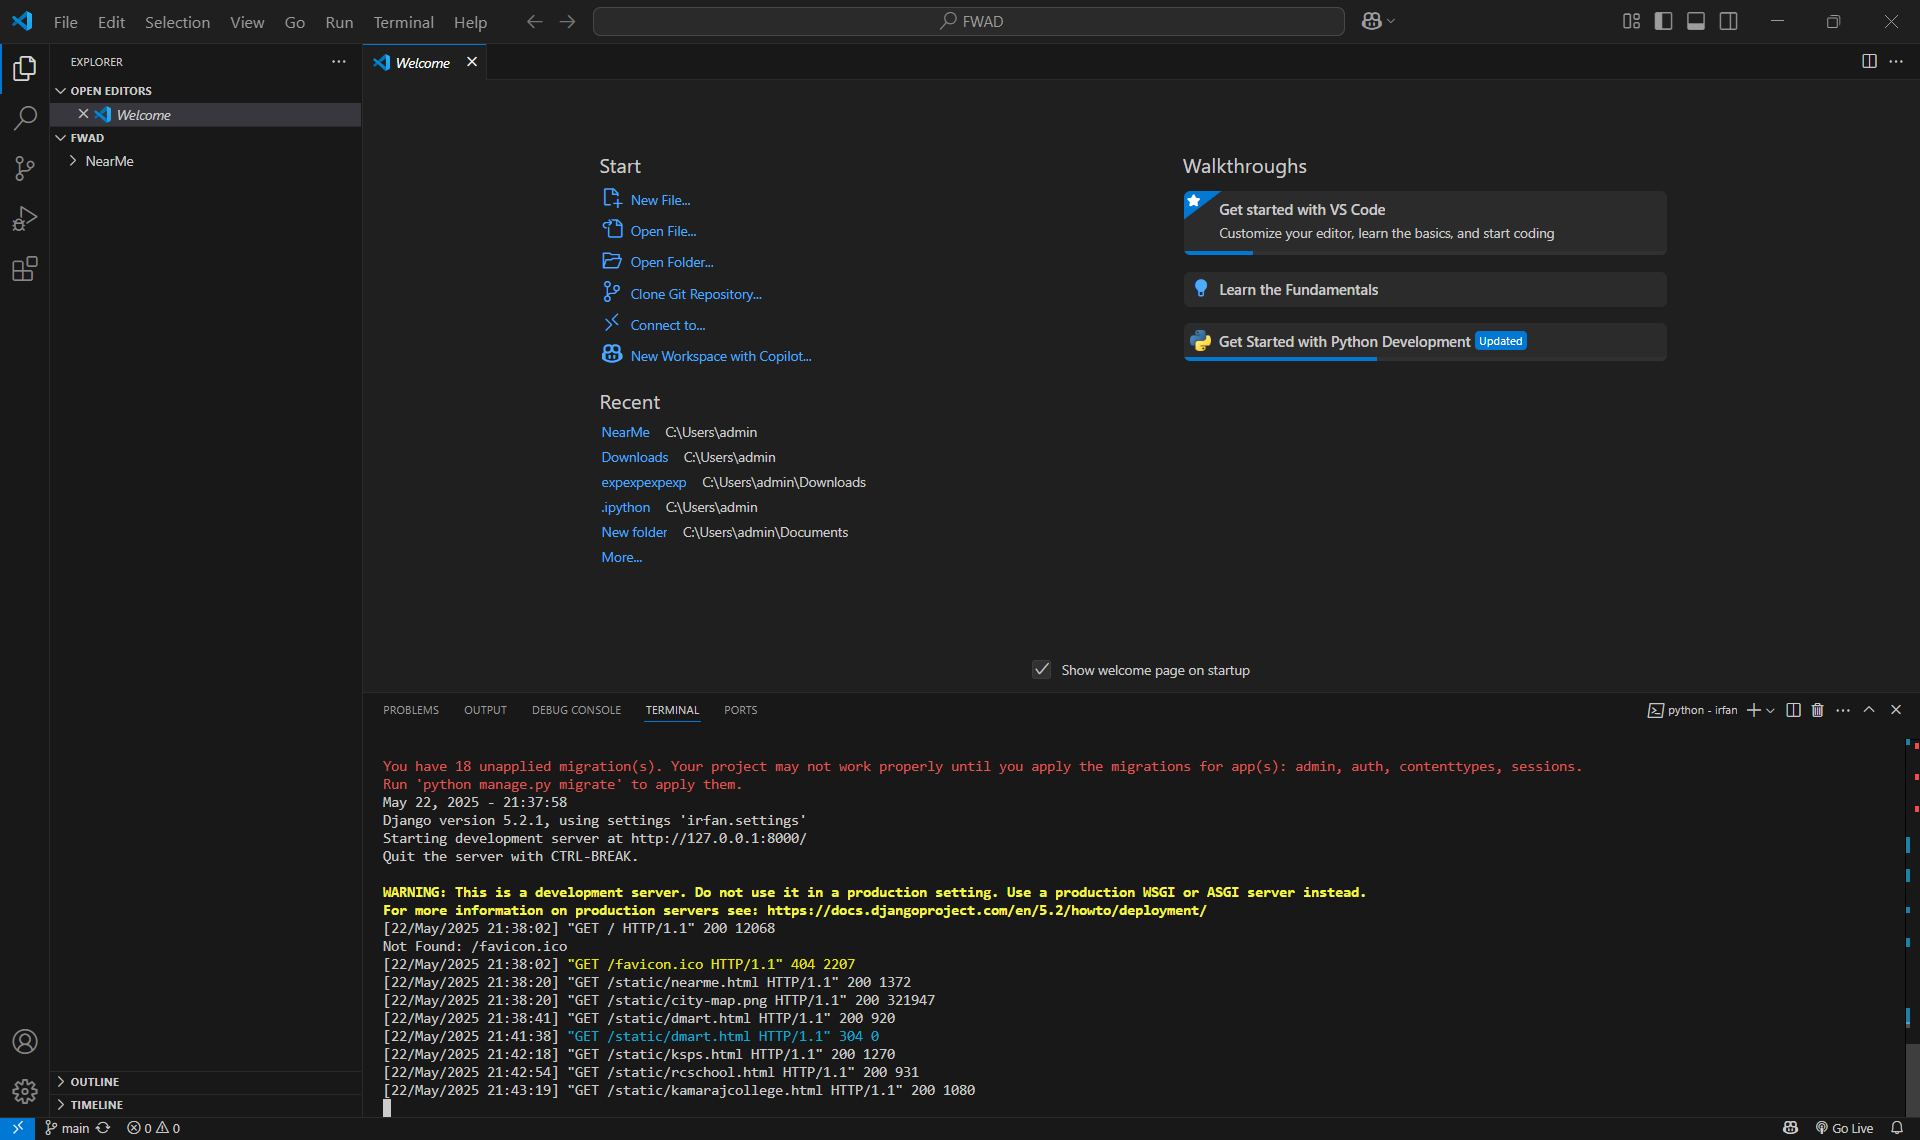 File Edit Selection View Go Run Terminal Help
FWAD
EXPLORER
OPEN EDITORS
Welcome
FWAD
NearMe
OUTLINE
TIMELINE
Welcome
Start
New File...
Open File...
Open Folder...
Clone Git Repository...
Connect to...
New Workspace with Copilot...
Recent
NearMe C:\Users\admin
Downloads C:\Users\admin
expexpexpexp C:\Users\admin\Downloads
.ipython C:\Users\admin
New folder C:\Users\admin\Documents
More...
Walkthroughs
Get started with VS Code
Customize your editor, learn the basics, and start coding
Learn the Fundamentals
Get Started with Python Development Updated
Show welcome page on startup
PROBLEMS OUTPUT DEBUG CONSOLE TERMINAL PORTS
python - irfan
You have 18 unapplied migration(s). Your project may not work properly until you apply the migrations for app(s): admin, auth, contenttypes, sessions.
Run 'python manage.py migrate' to apply them.
May 22, 2025 - 21:37:58
Django version 5.2.1, using settings 'irfan.settings'
Starting development server at http://127.0.0.1:8000/
Quit the server with CTRL-BREAK.
WARNING: This is a development server. Do not use it in a production setting. Use a production WSGI or ASGI server instead.
For more information on production servers see: https://docs.djangoproject.com/en/5.2/howto/deployment/
[22/May/2025 21:38:02] "GET / HTTP/1.1" 200 12068
Not Found: /favicon.ico
[22/May/2025 21:38:02] "GET /favicon.ico HTTP/1.1" 404 2207
[22/May/2025 21:38:20] "GET /static/nearme.html HTTP/1.1" 200 1372
[22/May/2025 21:38:20] "GET /static/city-map.png HTTP/1.1" 200 321947
[22/May/2025 21:38:41] "GET /static/dmart.html HTTP/1.1" 200 920
[22/May/2025 21:41:38] "GET /static/dmart.html HTTP/1.1" 304 0
[22/May/2025 21:42:18] "GET /static/ksps.html HTTP/1.1" 200 1270
[22/May/2025 21:42:54] "GET /static/rcschool.html HTTP/1.1" 200 931
[22/May/2025 21:43:19] "GET /static/kamarajcollege.html HTTP/1.1" 200 1080
main 0 0 Go Live